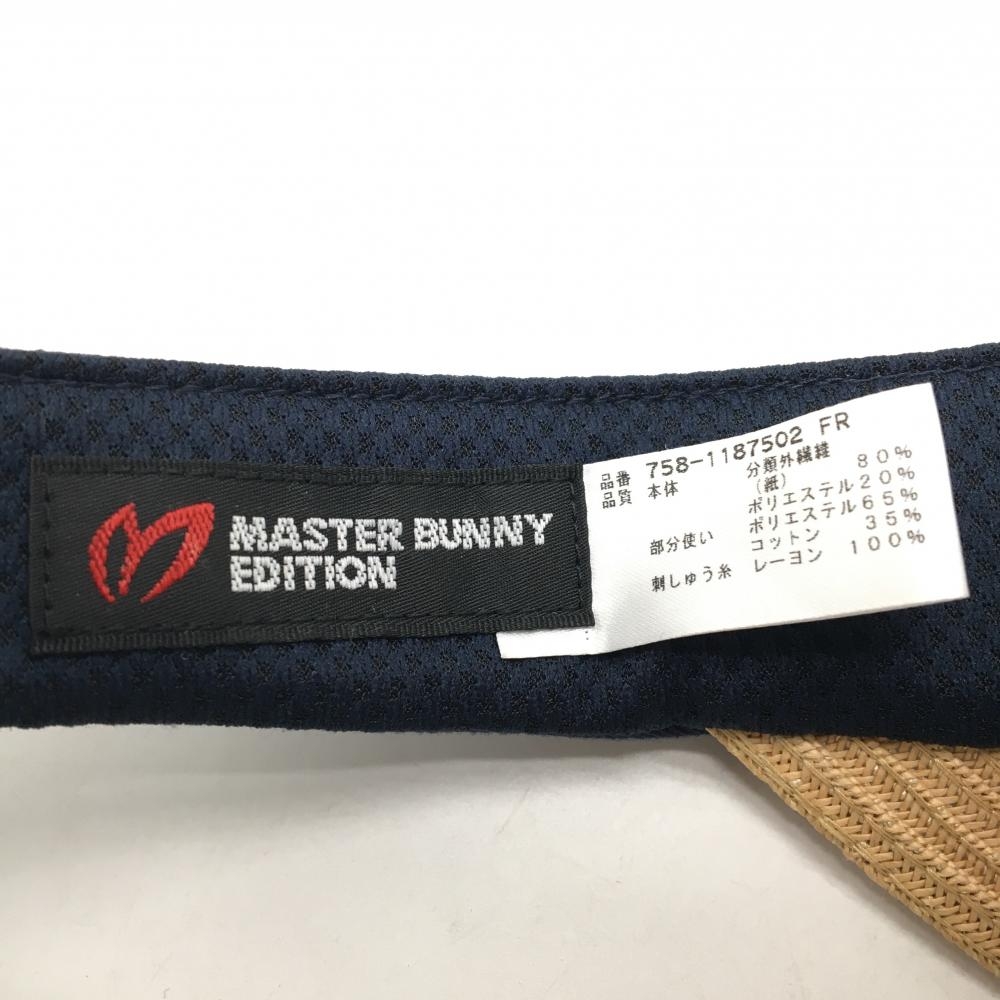 MASTER BUNNY
EDITION
品番 758-1187502 FR
品質 本体 分類外繊維 80%
(紙)
ポリエステル 20%
部分使い ポリエステル 65%
コットン 35%
刺しゅう糸 レーヨン 100%